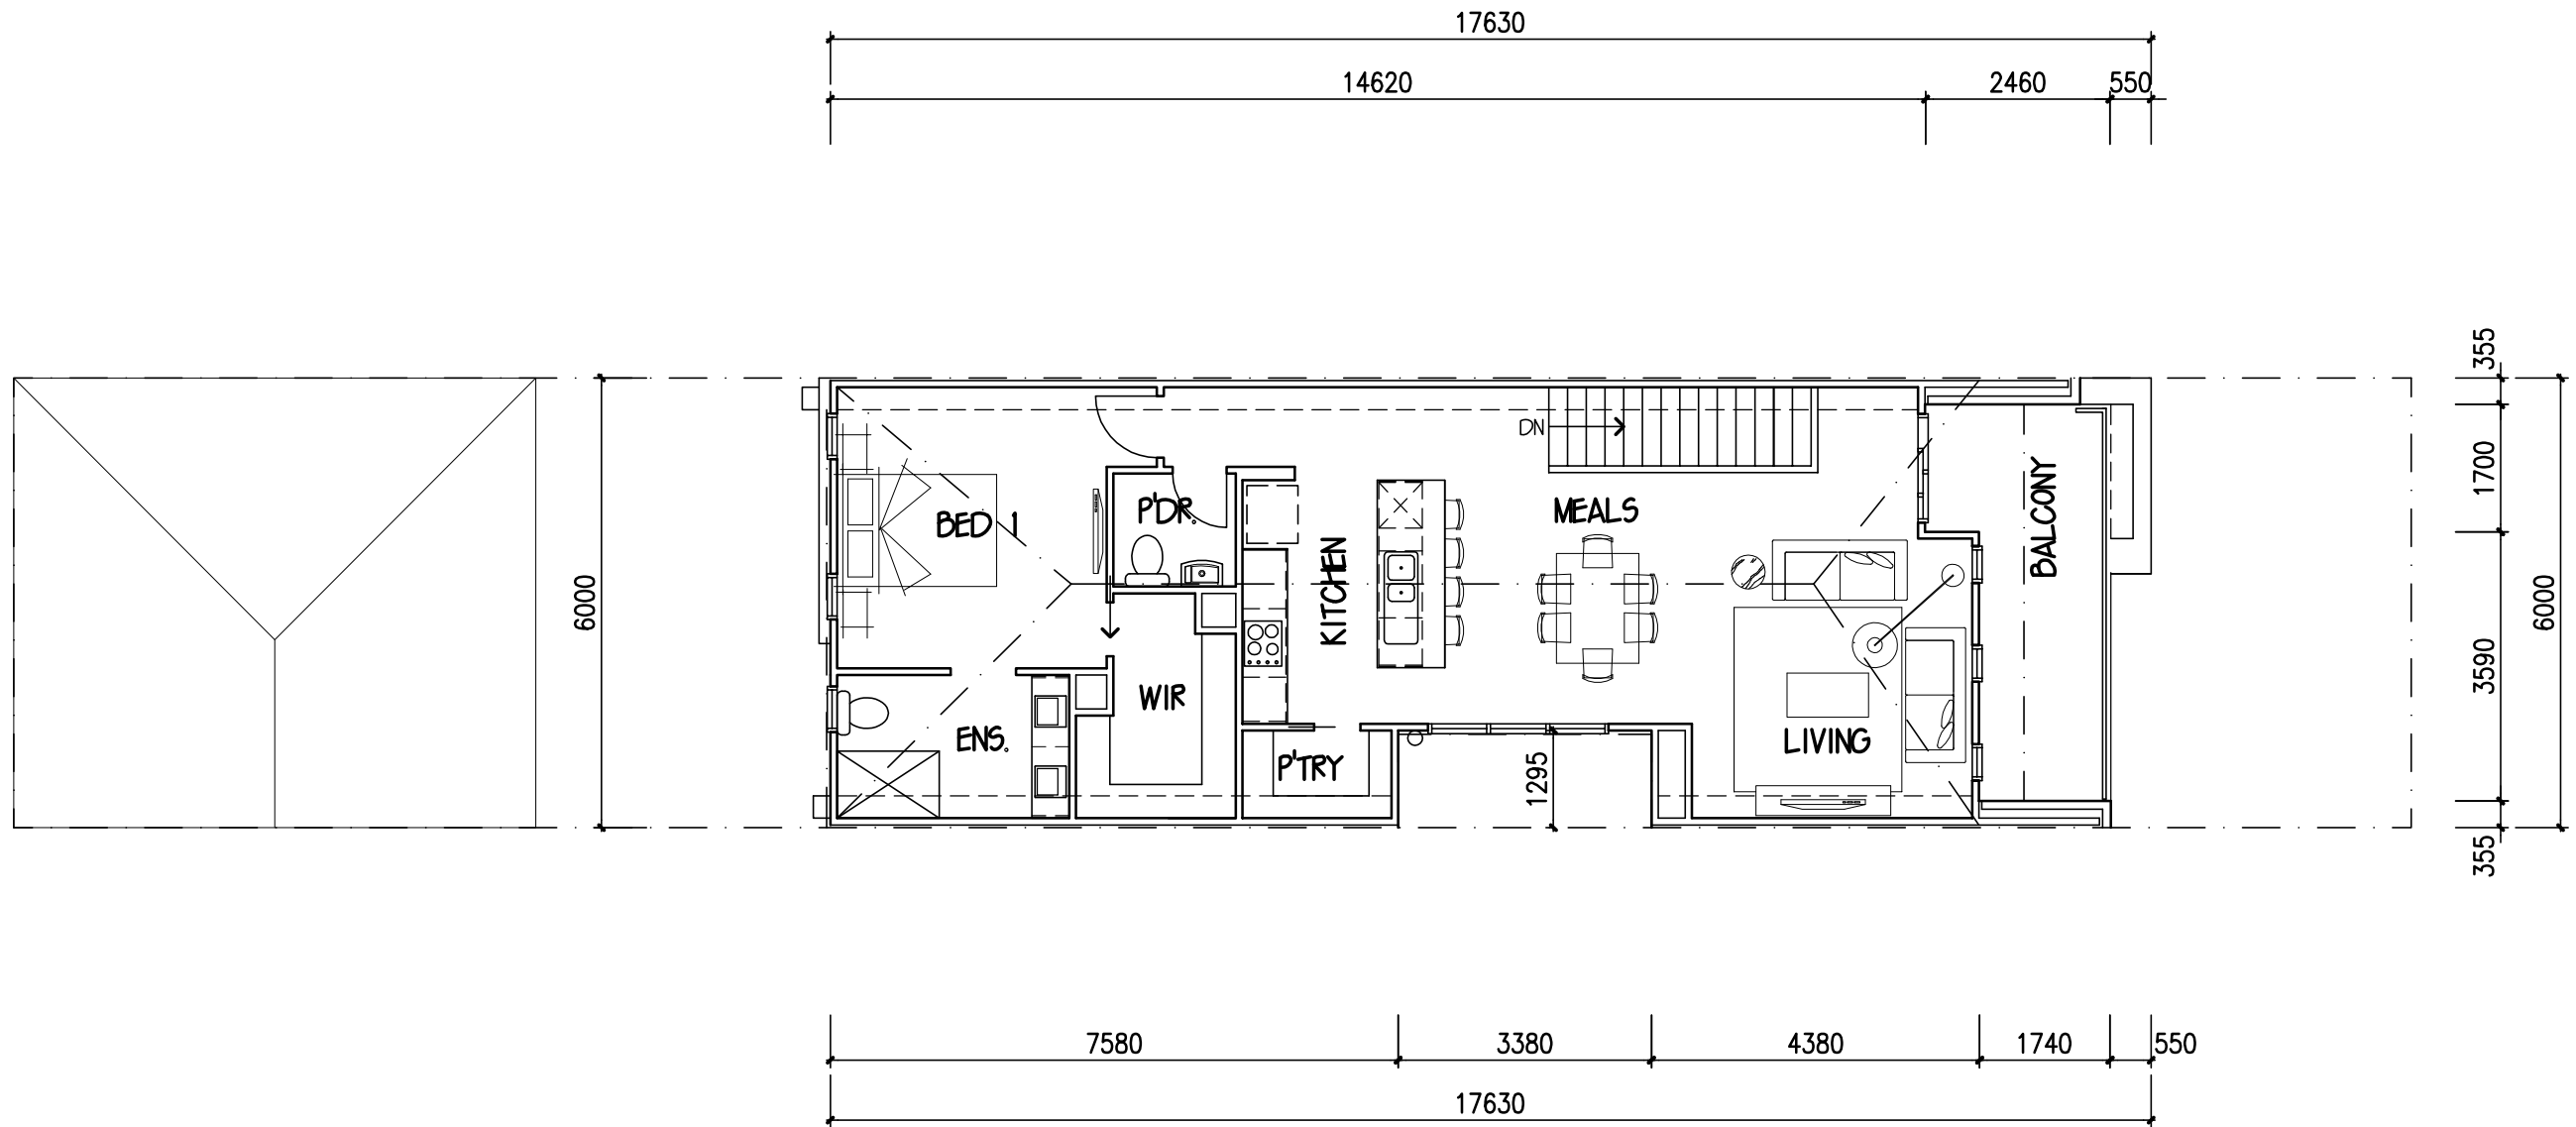 17630
14620
2460
550
355
DN
1700
BALCONY
P'DR.
MEALS
BED 1
KITCHEN
6000
6000
3590
WIR
ENS.
LIVING
P'TRY
1295
355
7580
3380
4380
1740
550
17630